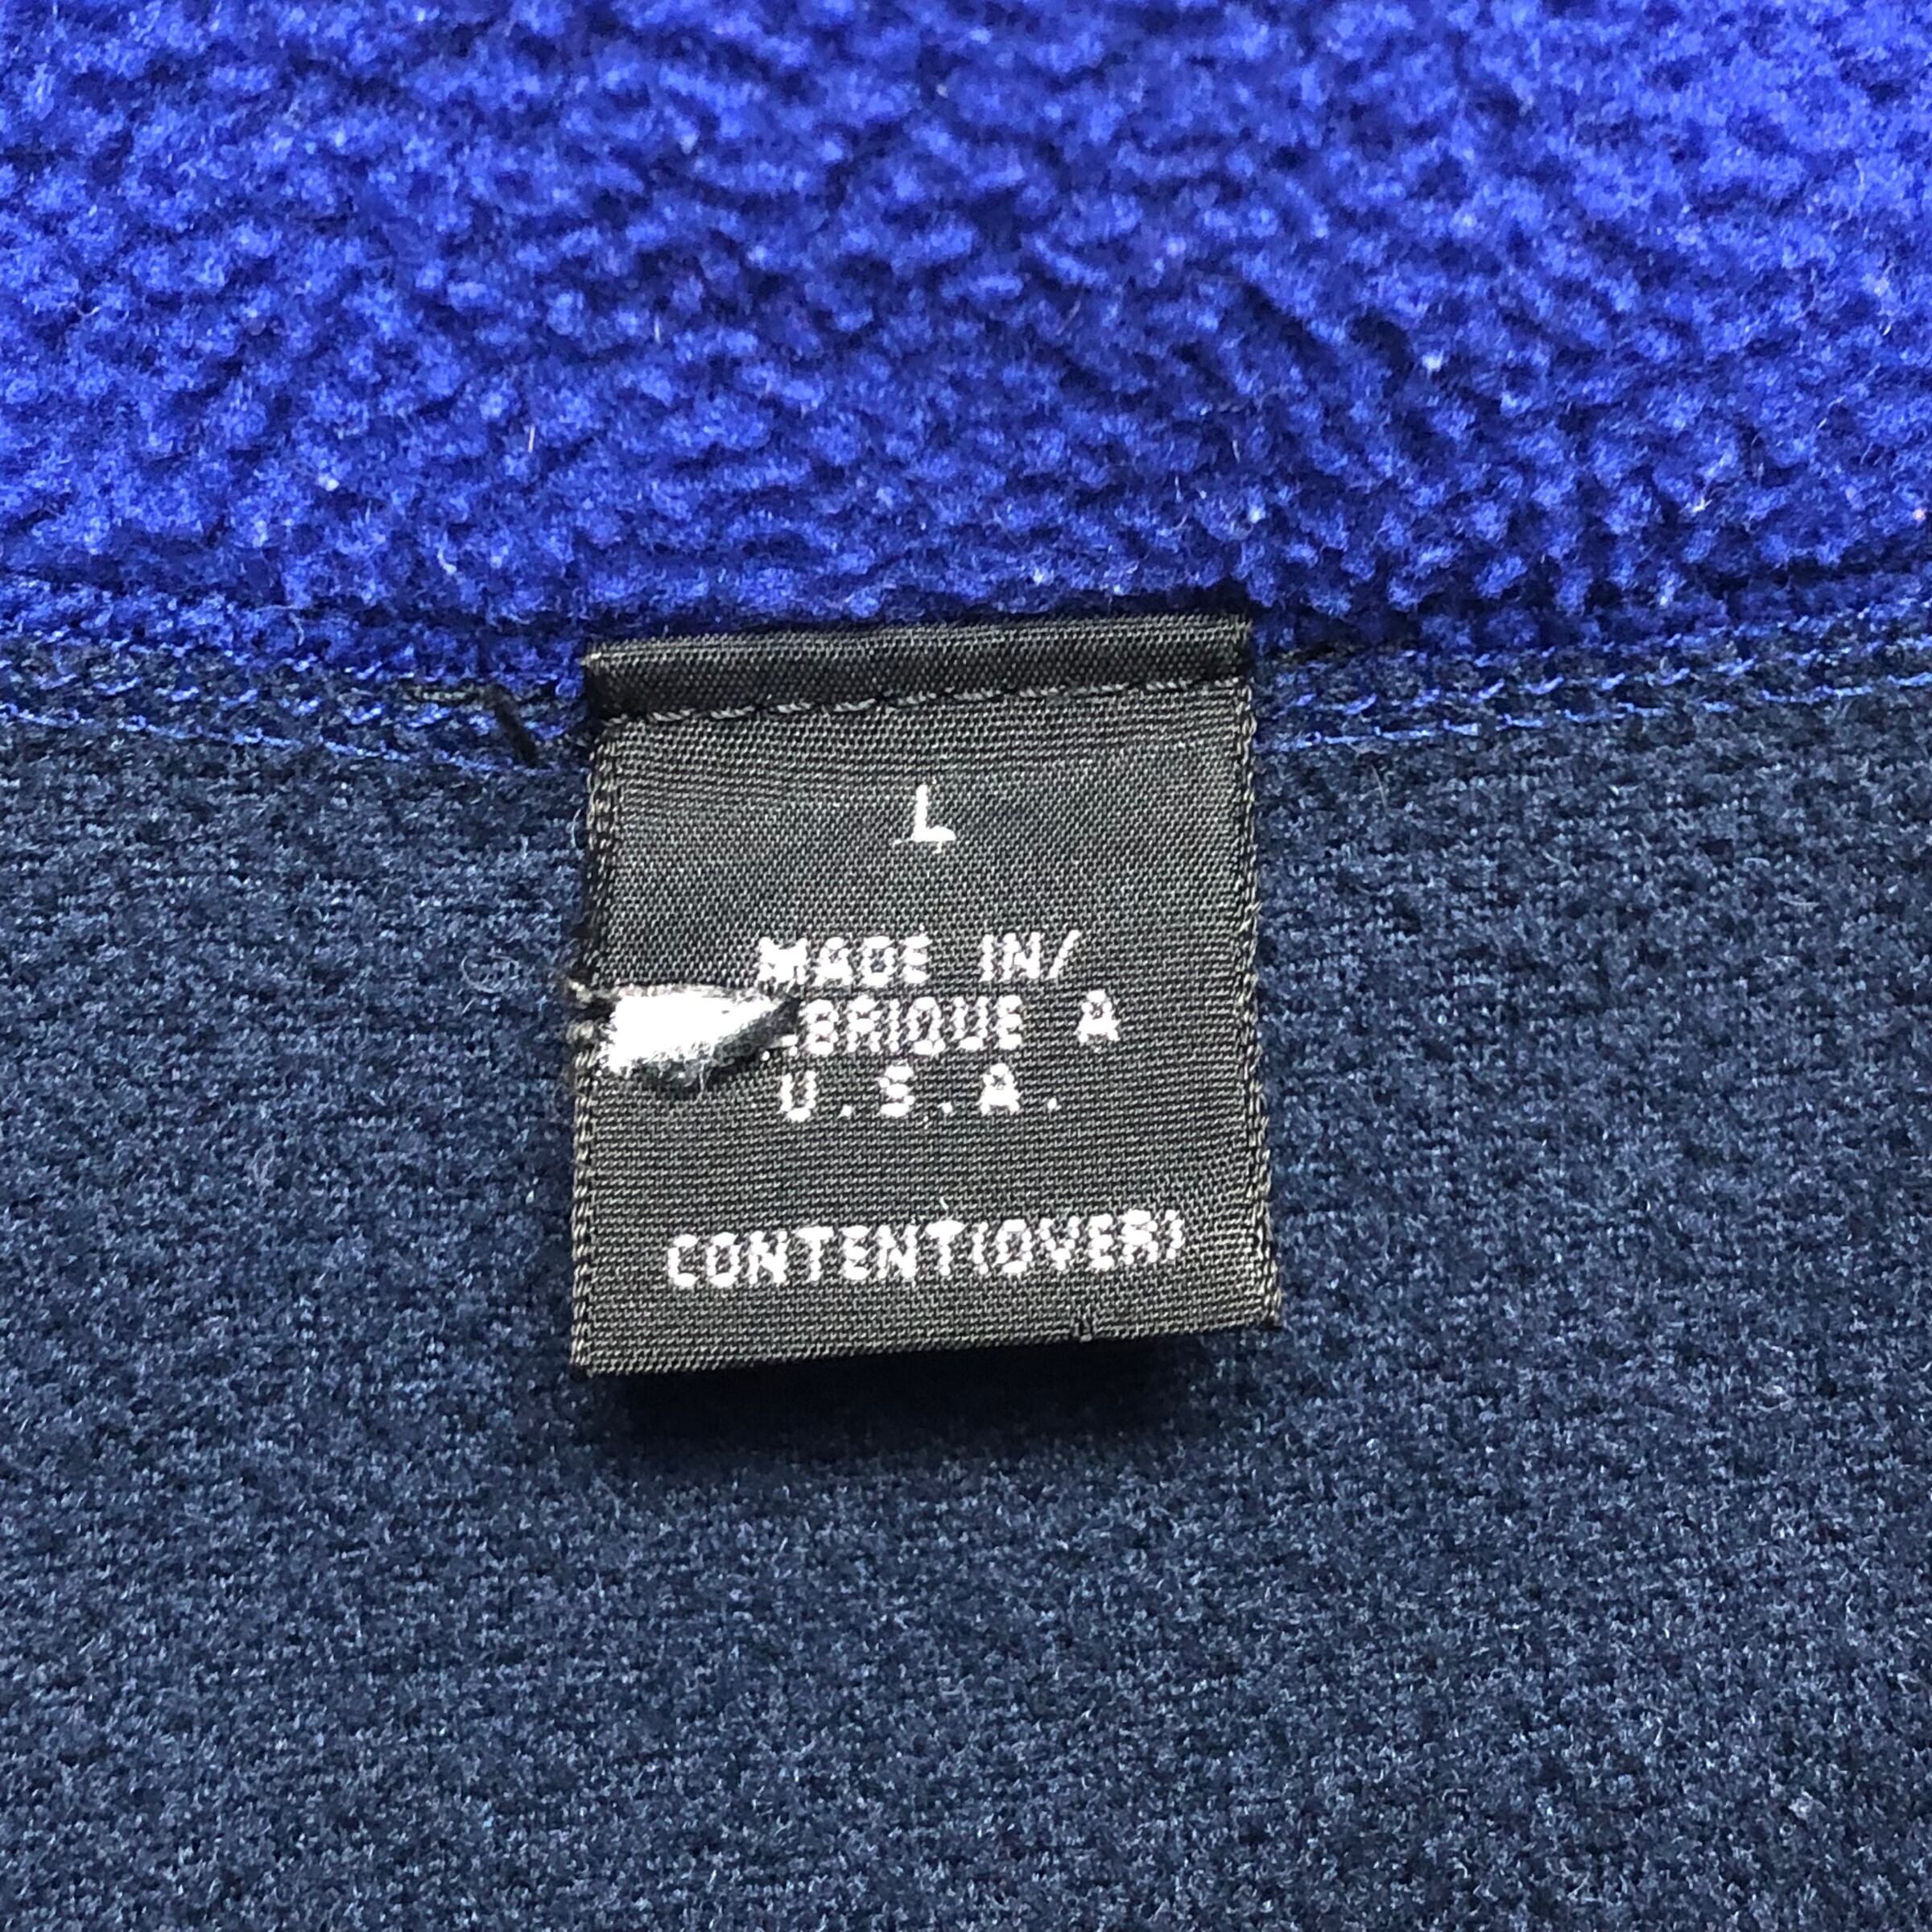 L
MADE IN/
BRIQUE A
U.S.A.
CONTENT(OVER)